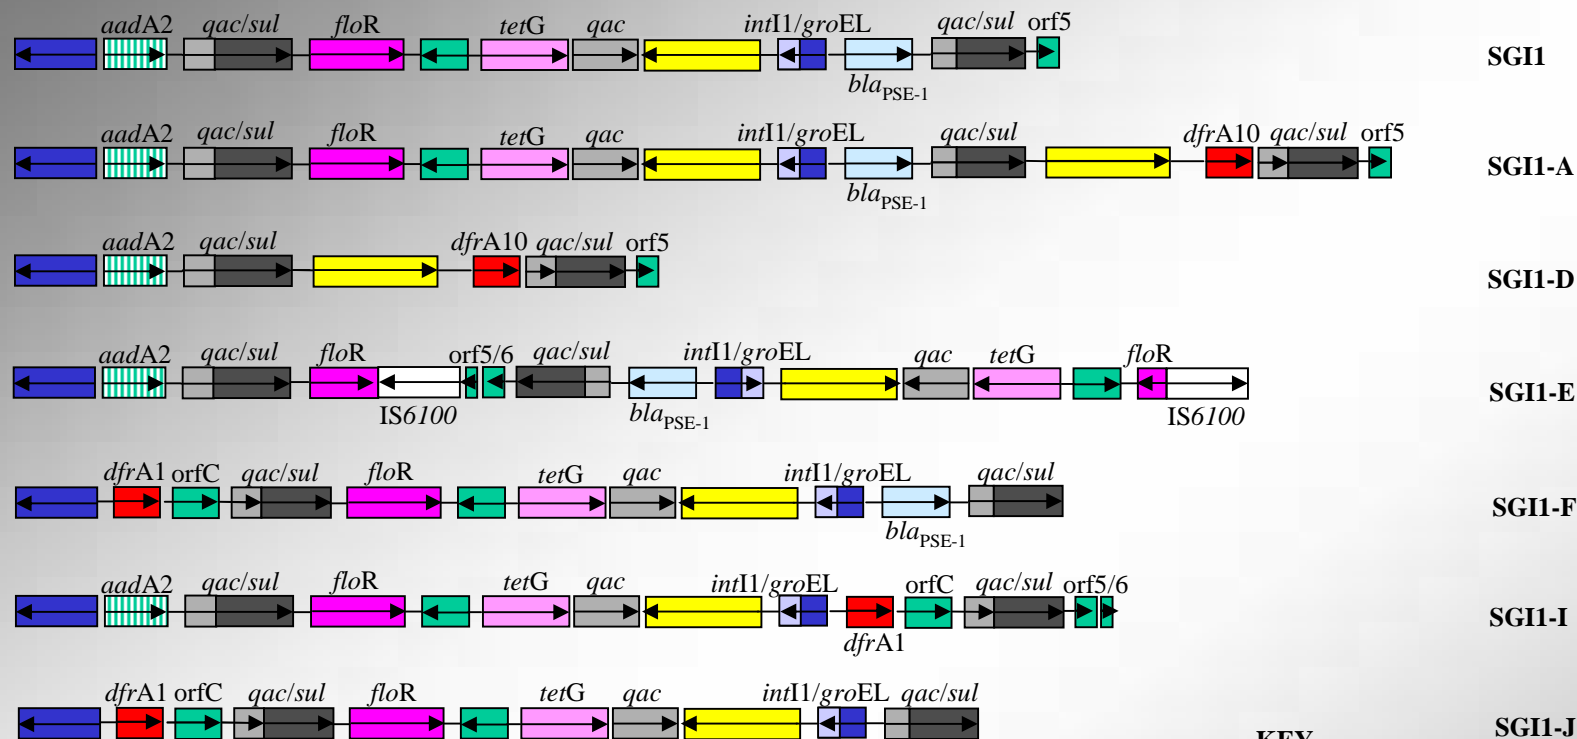 aadA2 qac/sul floR tetG qac intI1/groEL qac/sul orf5
SGI1
blaPSE-1
aadA2 qac/sul floR tetG qac intI1/groEL qac/sul dfrA10 qac/sul orf5
SGI1-A
blaPSE-1
aadA2 qac/sul dfrA10 qac/sul orf5
SGI1-D
aadA2 qac/sul floR orf5/6 qac/sul intI1/groEL qac tetG floR
SGI1-E
IS6100 blaPSE-1 IS6100
dfrA1 orfC qac/sul floR tetG qac intI1/groEL qac/sul
SGI1-F
blaPSE-1
aadA2 qac/sul floR tetG qac intI1/groEL orfC qac/sul orf5/6
SGI1-I
dfrA1
dfrA1 orfC qac/sul floR tetG qac intI1/groEL qac/sul
SGI1-J
KEY